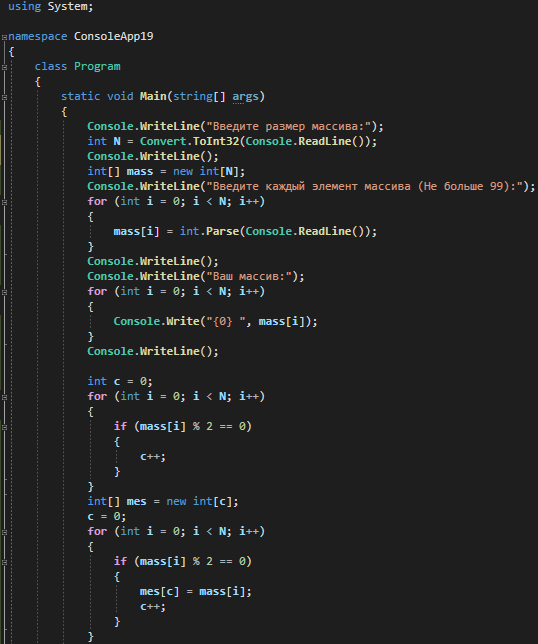 using System;
namespace ConsoleApp19
{
class Program
{
static void Main(string[] args)
{
Console.WriteLine("Введите размер массива:");
int N = Convert.ToInt32(Console.ReadLine());
Console.WriteLine();
int[] mass = new int[N];
Console.WriteLine("Введите каждый элемент массива (Не больше 99):");
for (int i = 0; i < N; i++)
{
mass[i] = int.Parse(Console.ReadLine());
}
Console.WriteLine();
Console.WriteLine("Ваш массив:");
for (int i = 0; i < N; i++)
{
Console.Write("{0} ", mass[i]);
}
Console.WriteLine();
int c = 0;
for (int i = 0; i < N; i++)
{
if (mass[i] % 2 == 0)
{
c++;
}
}
int[] mes = new int[c];
c = 0;
for (int i = 0; i < N; i++)
{
if (mass[i] % 2 == 0)
{
mes[c] = mass[i];
c++;
}
}